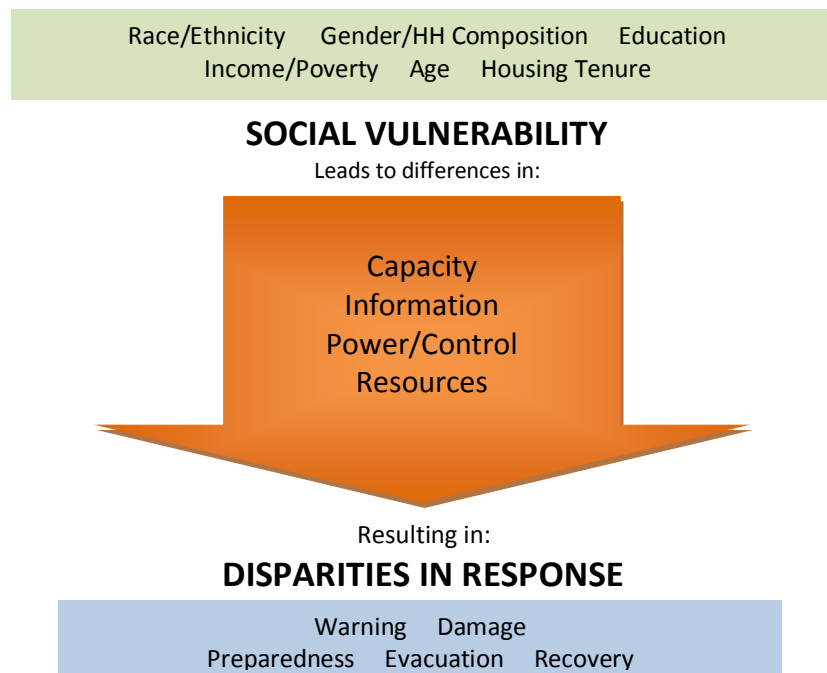 Race/Ethnicity Gender/HH Composition Education
Income/Poverty Age Housing Tenure
SOCIAL VULNERABILITY
Leads to differences in:
Capacity
Information
Power/Control
Resources
Resulting in:
DISPARITIES IN RESPONSE
Warning Damage
Preparedness Evacuation Recovery